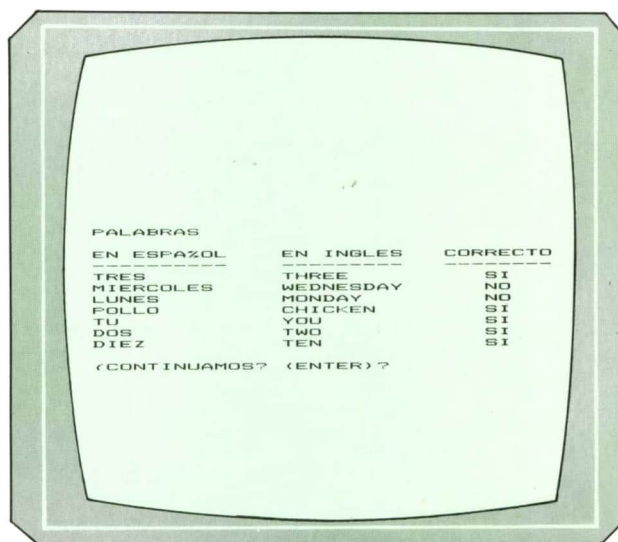 PALABRAS
EN ESPA%OL EN INGLES CORRECTO
TRES THREE SI
MIERCOLES WEDNESDAY NO
LUNES MONDAY NO
POLLO CHICKEN SI
TU YOU SI
DOS TWO SI
DIEZ TEN SI
(CONTINUAMOS? (ENTER)?